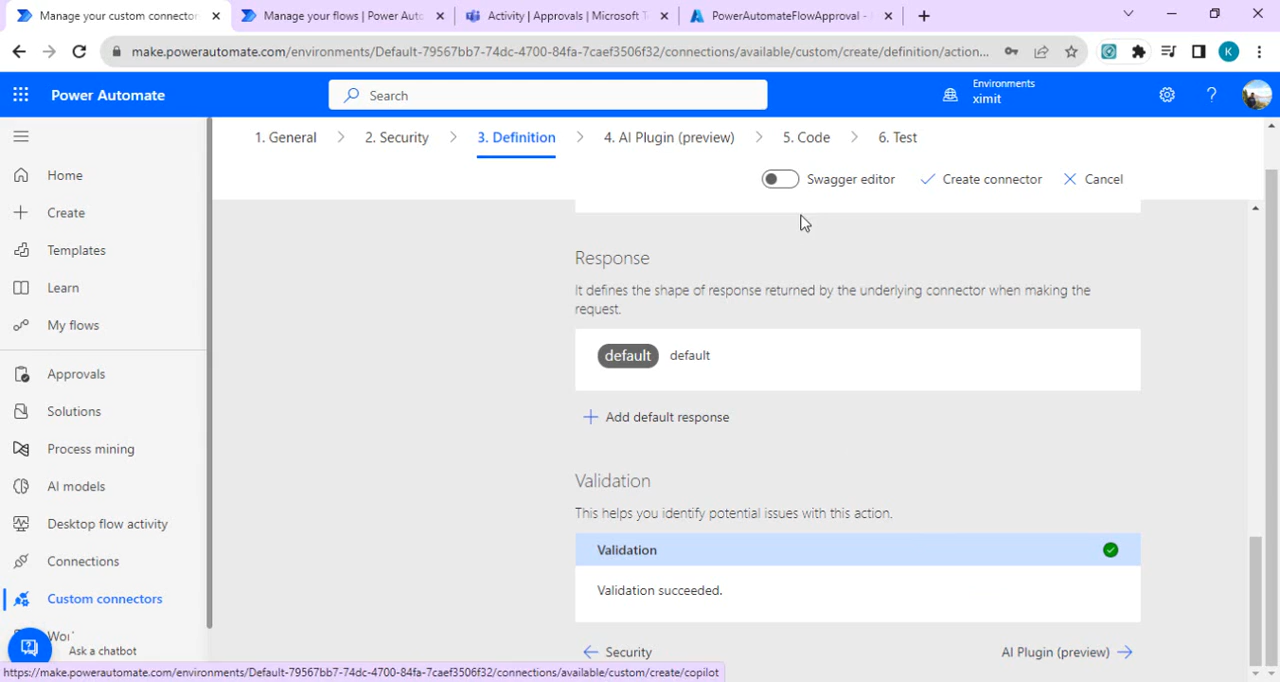 Manage your custom connector
Manage your flows | Power Auto
Activity | Approvals | Microsoft Te
PowerAutomateFlowApproval -
make.powerautomate.com/environments/Default-79567bb7-74dc-4700-84fa-7caef3506f32/connections/available/custom/create/definition/action...
K
Power Automate
Search
Environments
ximit
1. General
2. Security
3. Definition
4. AI Plugin (preview)
5. Code
6. Test
Swagger editor
Create connector
Cancel
Home
Create
Templates
Learn
My flows
Approvals
Solutions
Process mining
AI models
Desktop flow activity
Connections
Custom connectors
Ask a chatbot
Response
It defines the shape of response returned by the underlying connector when making the
request.
default default
Add default response
Validation
This helps you identify potential issues with this action.
Validation
Validation succeeded.
Security
AI Plugin (preview)
https://make.powerautomate.com/environments/Default-79567bb7-74dc-4700-84fa-7caef3506f32/connections/available/custom/create/copilot